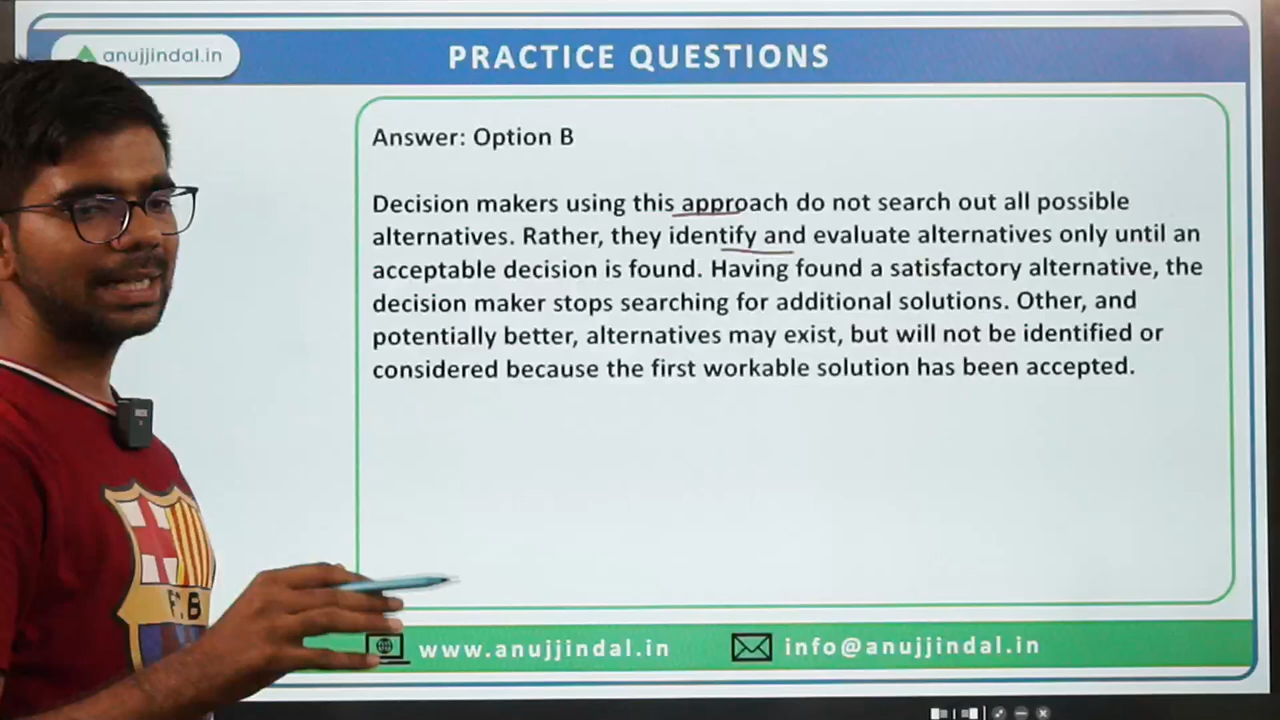 anujjindal.in
PRACTICE QUESTIONS
Answer: Option B
Decision makers using this approach do not search out all possible
alternatives. Rather, they identify and evaluate alternatives only until an
acceptable decision is found. Having found a satisfactory alternative, the
decision maker stops searching for additional solutions. Other, and
potentially better, alternatives may exist, but will not be identified or
considered because the first workable solution has been accepted.
F B
www.anujjindal.in
info@anujjindal.in